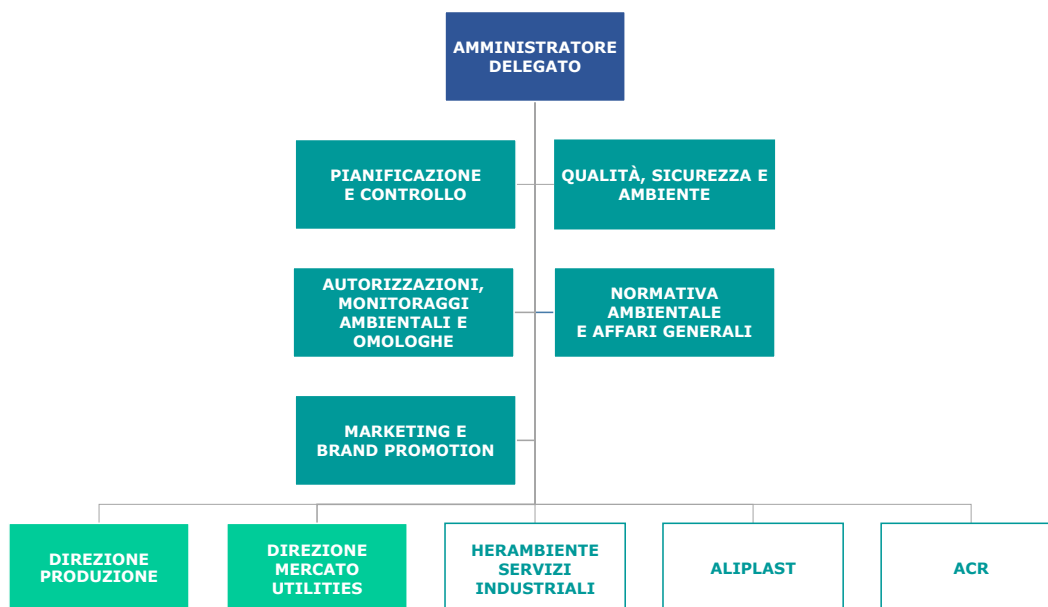 AMMINISTRATORE
DELEGATO
PIANIFICAZIONE
E CONTROLLO
QUALITÀ, SICUREZZA E
AMBIENTE
AUTORIZZAZIONI,
MONITORAGGI
AMBIENTALI E
OMOLOGHE
NORMATIVA
AMBIENTALE
E AFFARI GENERALI
MARKETING E
BRAND PROMOTION
DIREZIONE
PRODUZIONE
DIREZIONE
MERCATO
UTILITIES
HERAMBIENTE
SERVIZI
INDUSTRIALI
ALIPLAST
ACR